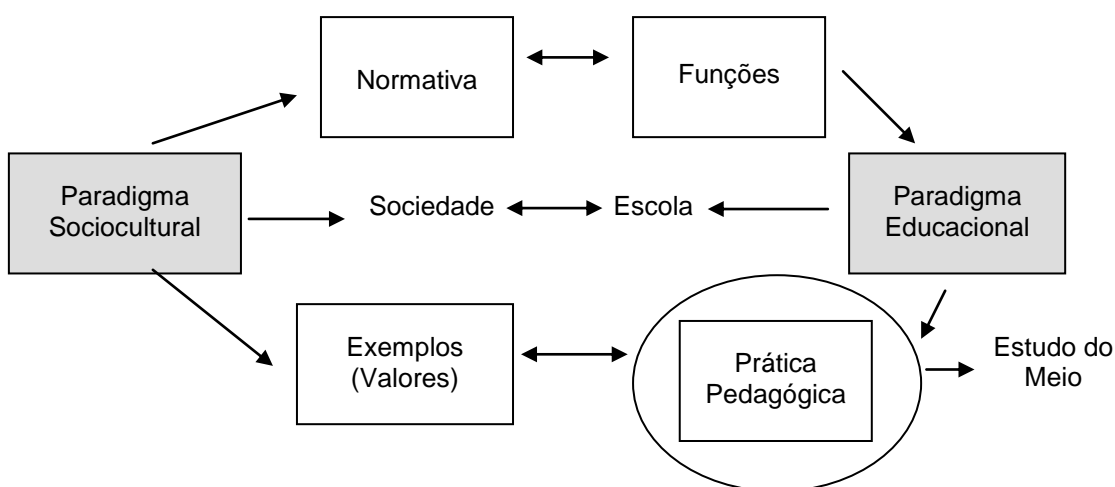 Normativa
Funções
Paradigma
Sociocultural
Sociedade
Escola
Paradigma
Educacional
Exemplos
(Valores)
Prática
Pedagógica
Estudo do
Meio